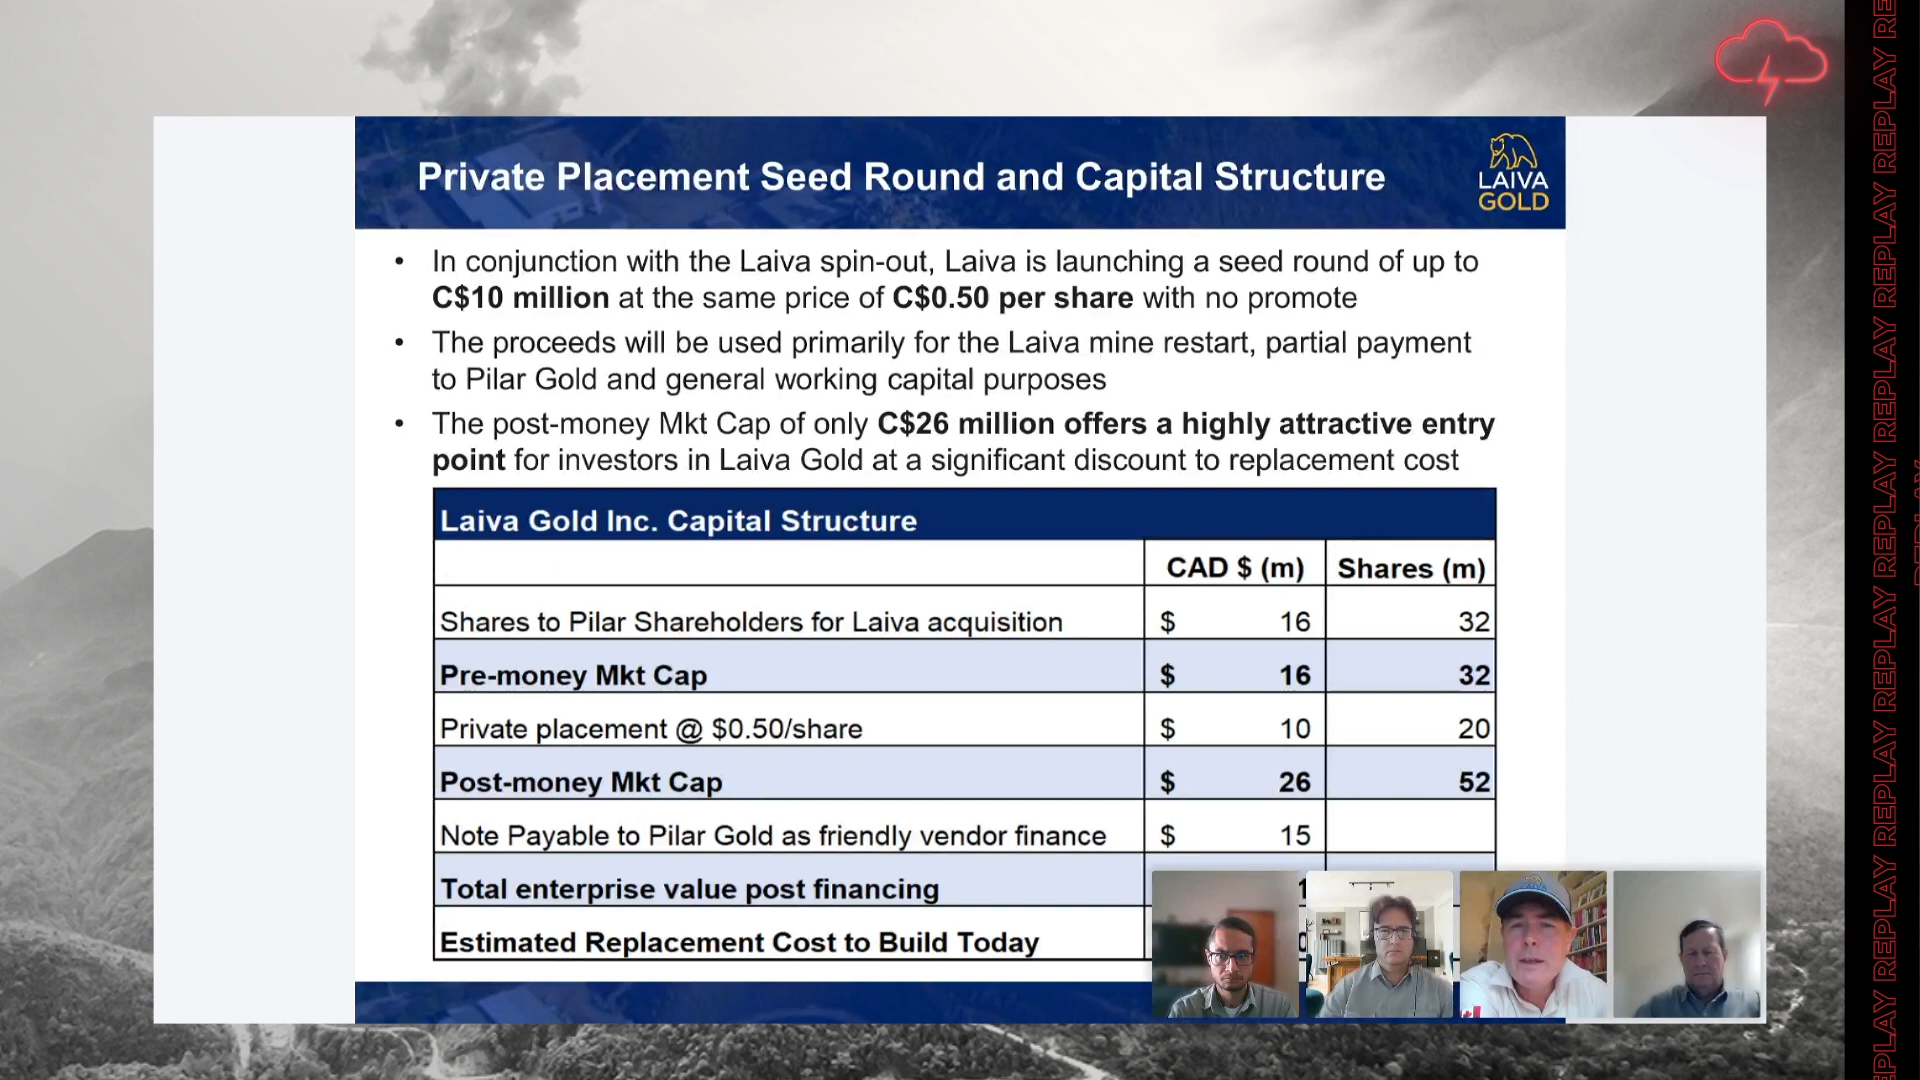 Private Placement Seed Round and Capital Structure
LAIVA
GOLD
• In conjunction with the Laiva spin-out, Laiva is launching a seed round of up to
C$10 million at the same price of C$0.50 per share with no promote
• The proceeds will be used primarily for the Laiva mine restart, partial payment
to Pilar Gold and general working capital purposes
• The post-money Mkt Cap of only C$26 million offers a highly attractive entry
point for investors in Laiva Gold at a significant discount to replacement cost
Laiva Gold Inc. Capital Structure
CAD $ (m) Shares (m)
Shares to Pilar Shareholders for Laiva acquisition $ 16 32
Pre-money Mkt Cap $ 16 32
Private placement @ $0.50/share $ 10 20
Post-money Mkt Cap $ 26 52
Note Payable to Pilar Gold as friendly vendor finance $ 15
Total enterprise value post financing
Estimated Replacement Cost to Build Today
REPLAY REPLAY REPLAY REPLAY REPLAY REPLAY REPLAY REPLAY